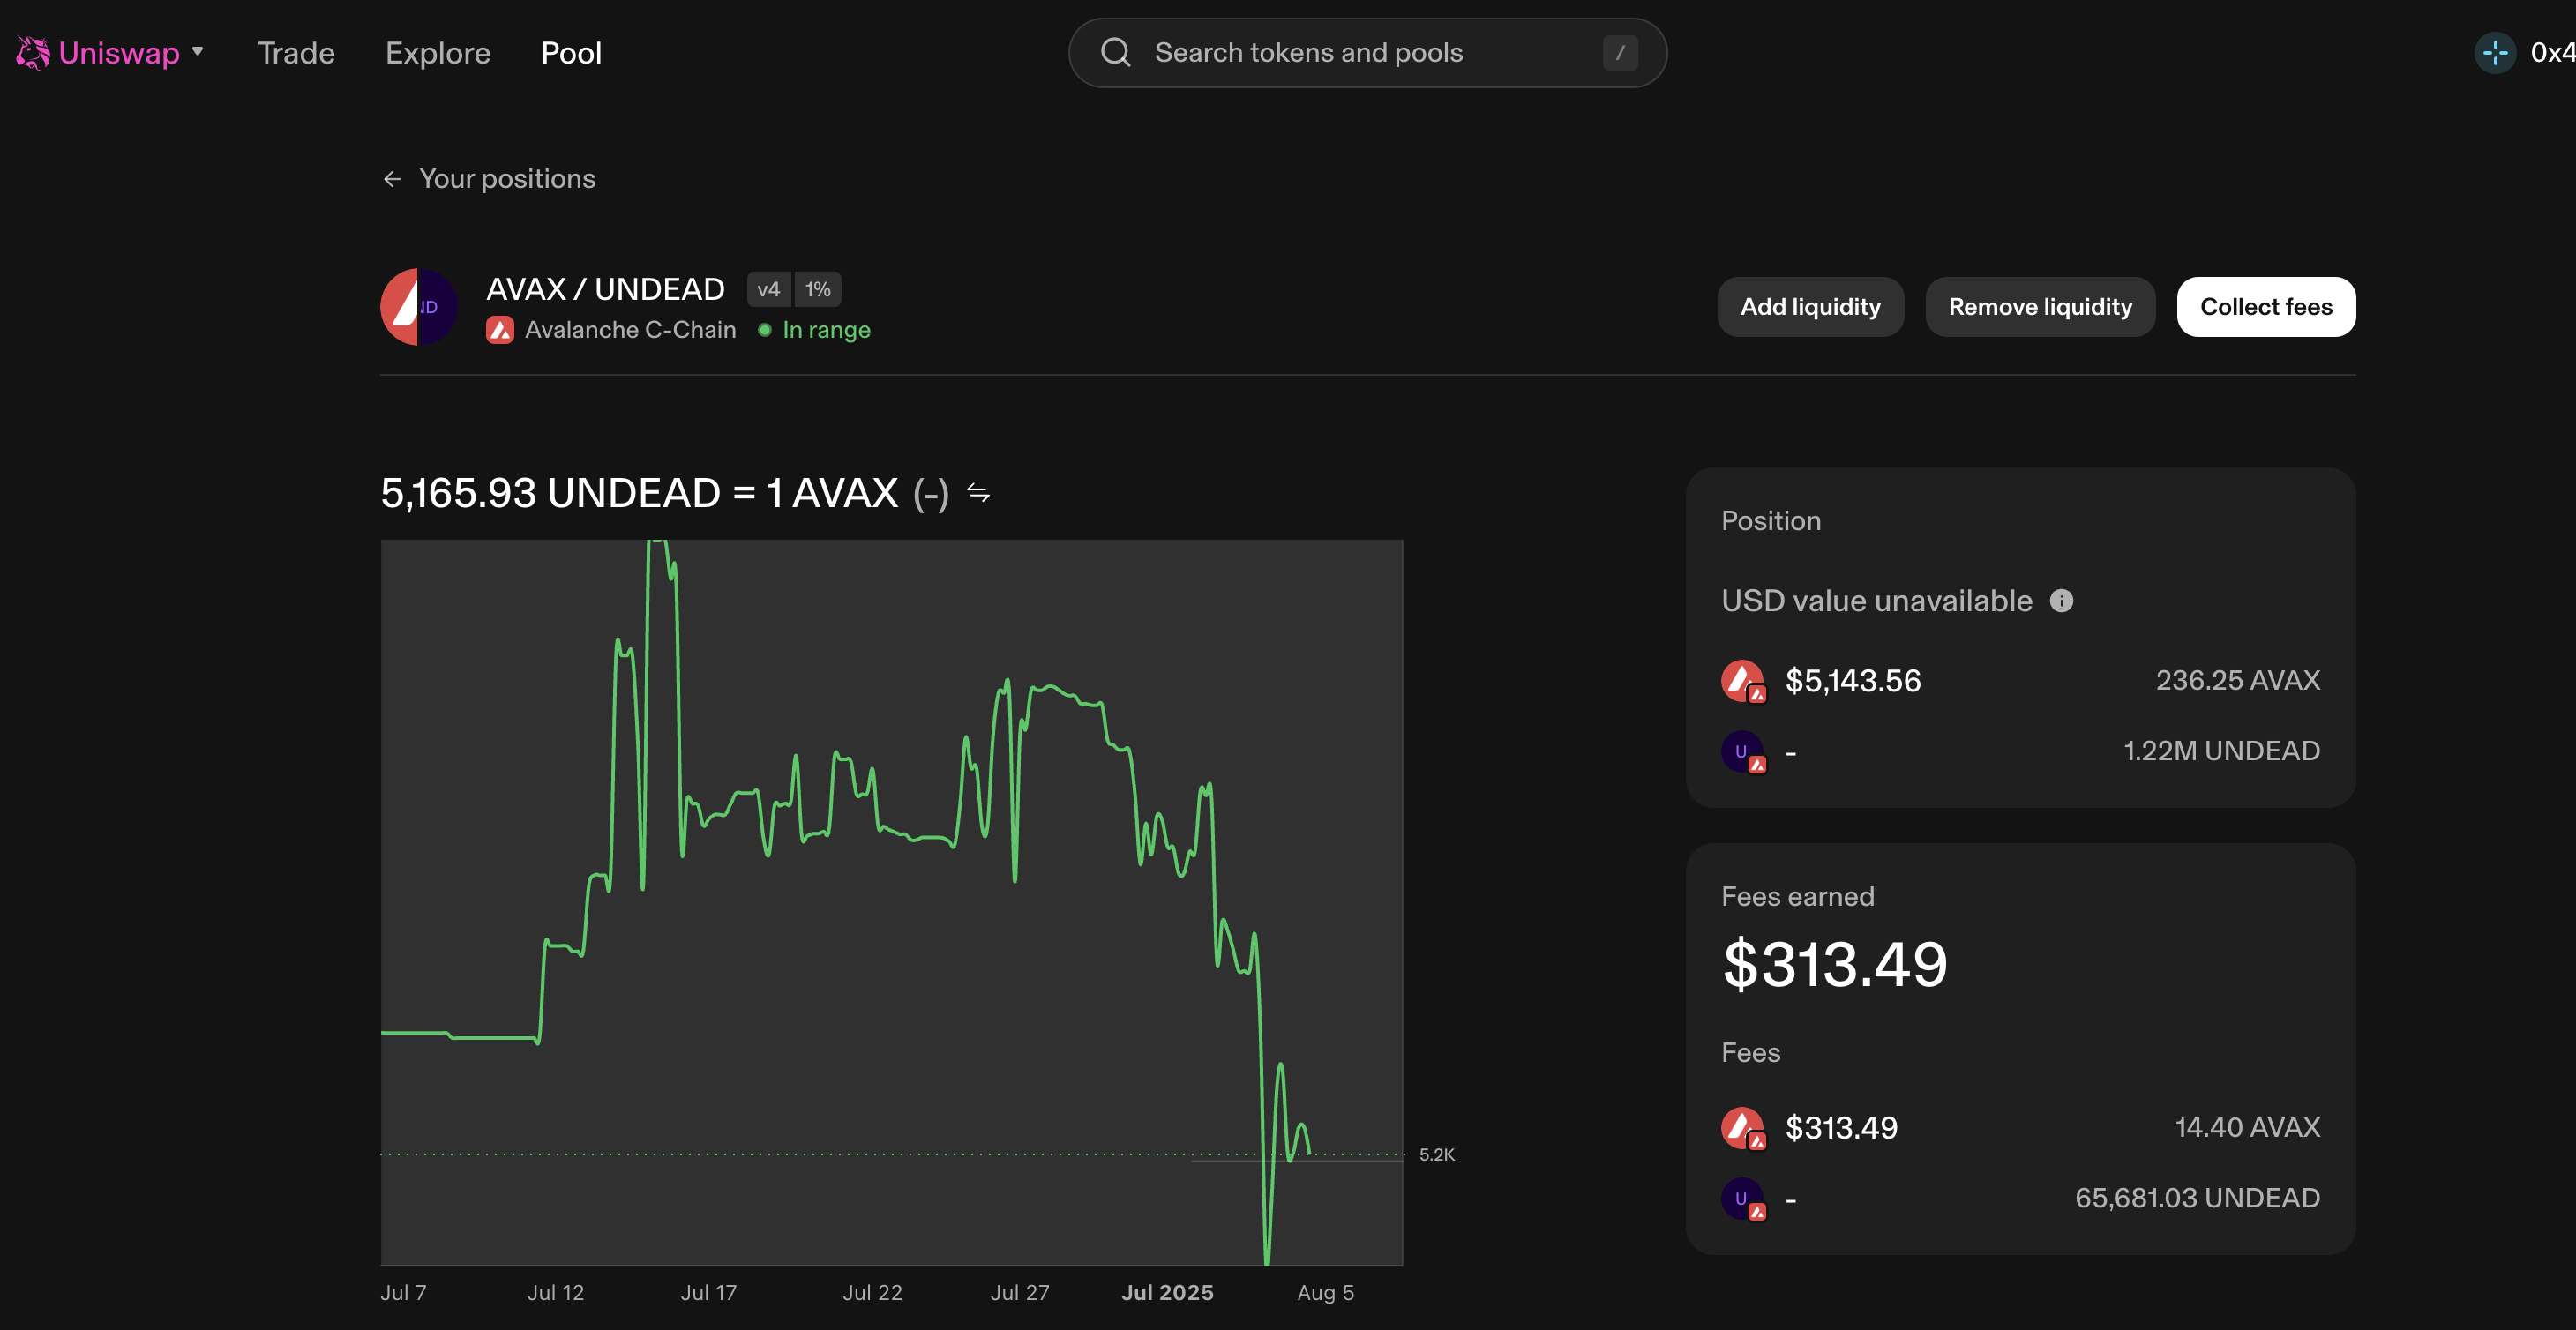 Uniswap Trade Explore Pool Search tokens and pools / 0x4
Your positions
AVAX / UNDEAD v4 1%
Avalanche C-Chain In range
Add liquidity Remove liquidity Collect fees
5,165.93 UNDEAD = 1 AVAX (-)
5.2K
Jul 7 Jul 12 Jul 17 Jul 22 Jul 27 Jul 2025 Aug 5
Position
USD value unavailable
$5,143.56 236.25 AVAX
- 1.22M UNDEAD
Fees earned
$313.49
Fees
$313.49 14.40 AVAX
- 65,681.03 UNDEAD